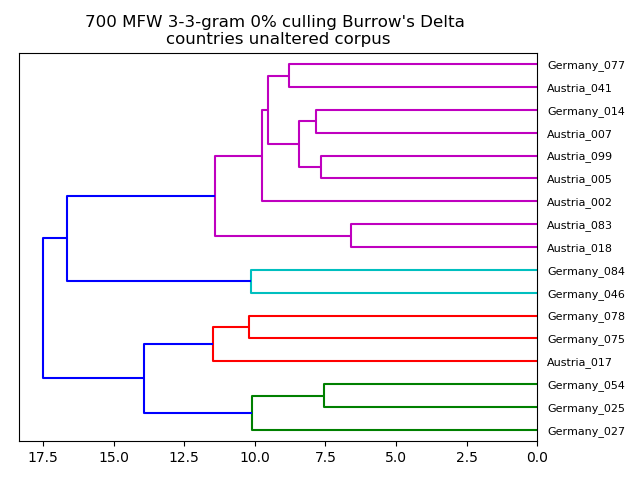 700 MFW 3-3-gram 0% culling Burrow's Delta
countries unaltered corpus
Germany_077
Austria_041
Germany_014
Austria_007
Austria_099
Austria_005
Austria_002
Austria_083
Austria_018
Germany_084
Germany_046
Germany_078
Germany_075
Austria_017
Germany_054
Germany_025
Germany_027
17.5 15.0 12.5 10.0 7.5 5.0 2.5 0.0